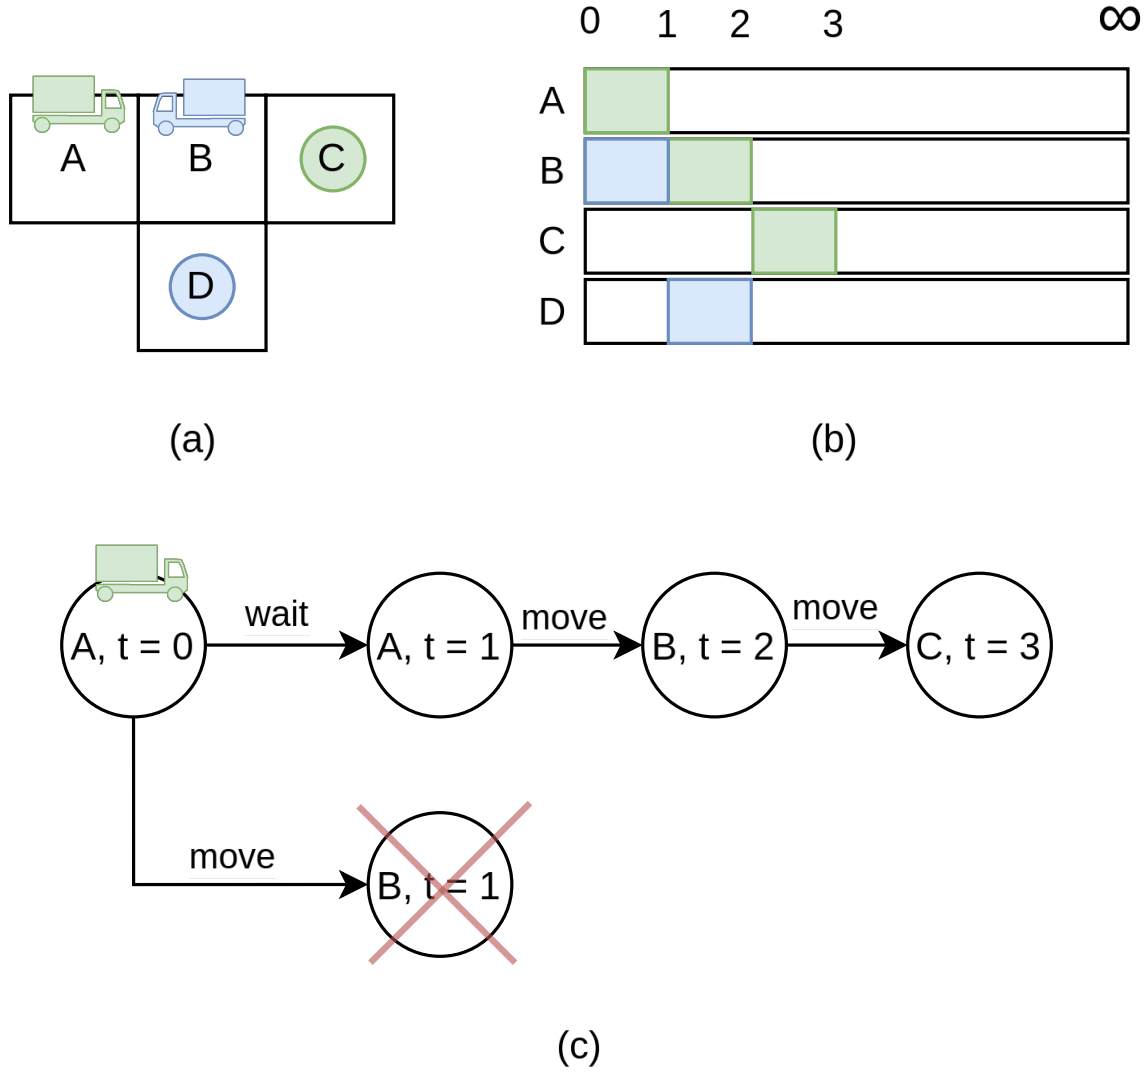 A
B
C
D
(a)
0
1
2
3
∞
A
B
C
D
(b)
A, t = 0
wait
A, t = 1
move
B, t = 2
move
C, t = 3
move
B, t = 1
(c)